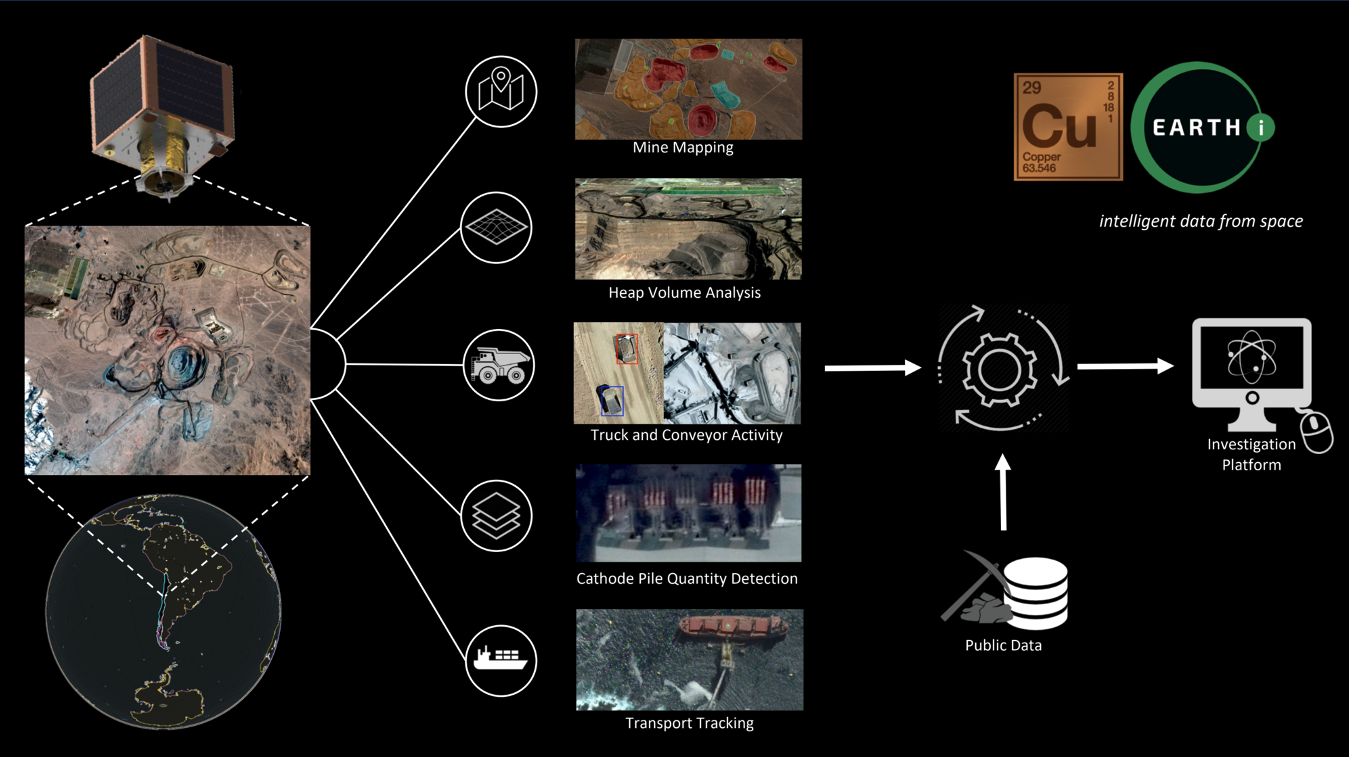 Mine Mapping
Heap Volume Analysis
Truck and Conveyor Activity
Cathode Pile Quantity Detection
Transport Tracking
29
2
8
18
1
Cu
Copper
63.546
EARTH i
intelligent data from space
Investigation
Platform
Public Data